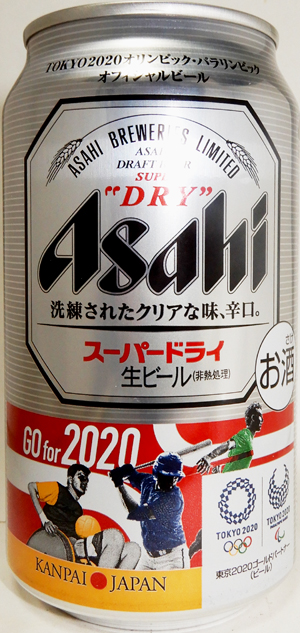 TOKYO2020オリンピック・パラリンピック
オフィシャルビール
ASAHI BREWERIES LIMITED
ASAHI
DRAFT BEER
SUPER
"DRY"
Asahi
洗練されたクリアな味、辛口。
スーパードライ
生ビール(非熱処理)
さけ
お酒
GO for 2020
TOKYO 2020
TOKYO 2020
東京2020ゴールドパートナー
(ビール)
KANPAI JAPAN